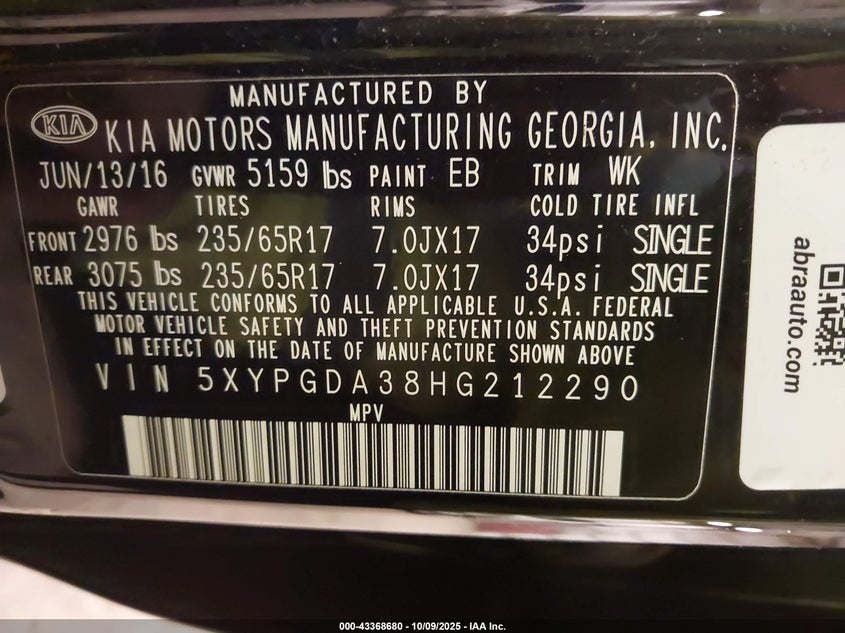 MANUFACTURED BY
KIA KIA MOTORS MANUFACTURING GEORGIA, INC.
JUN/13/16 GVWR 5159 lbs PAINT EB TRIM WK
GAWR TIRES RIMS COLD TIRE INFL
FRONT 2976 lbs 235/65R17 7.0JX17 34psi SINGLE
REAR 3075 lbs 235/65R17 7.0JX17 34psi SINGLE
THIS VEHICLE CONFORMS TO ALL APPLICABLE U.S.A. FEDERAL
MOTOR VEHICLE SAFETY AND THEFT PREVENTION STANDARDS
IN EFFECT ON THE DATE OF MANUFACTURE SHOWN ABOVE
VIN 5XYPGDA38HG212290
MPV
abraauto.com
000-43368680 - 10/09/2025 - IAA Inc.